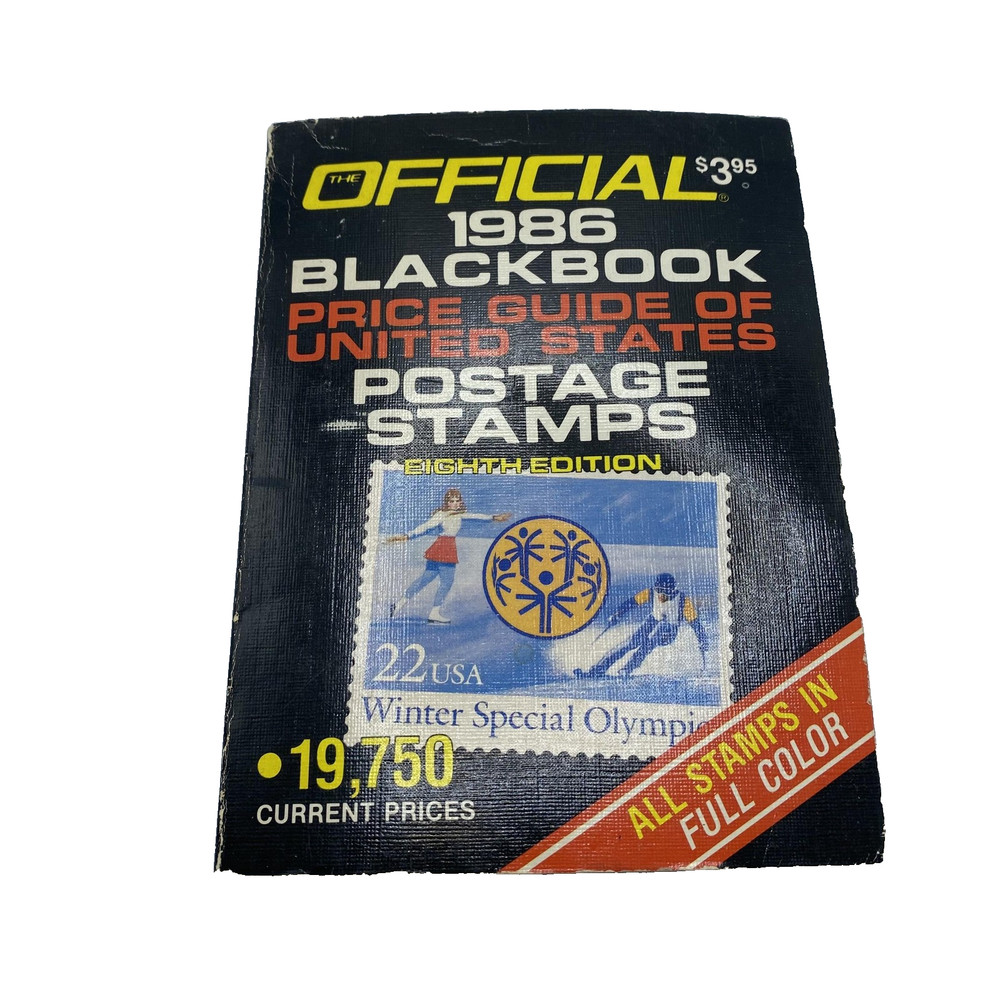 THE OFFICIAL® $3.95
1986
BLACKBOOK
PRICE GUIDE OF
UNITED STATES
POSTAGE
STAMPS
EIGHTH EDITION
22 USA
Winter Special Olympi
•19,750
CURRENT PRICES
ALL STAMPS IN
FULL COLOR